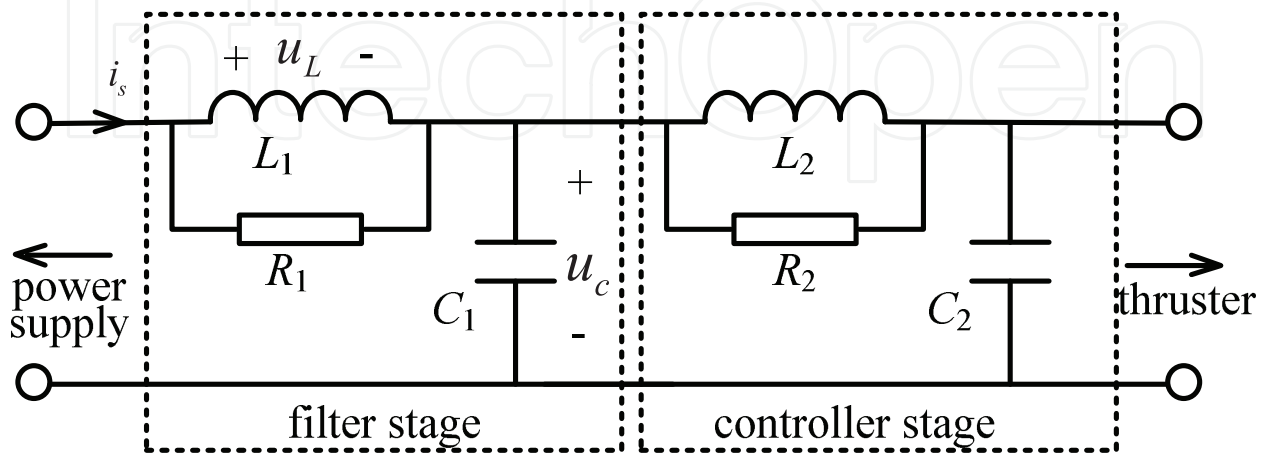 IntechOpen
+ u_L -
i_s
L_1
L_2
+
R_1
R_2
power
supply
u_c
C_1
C_2
thruster
-
filter stage
controller stage